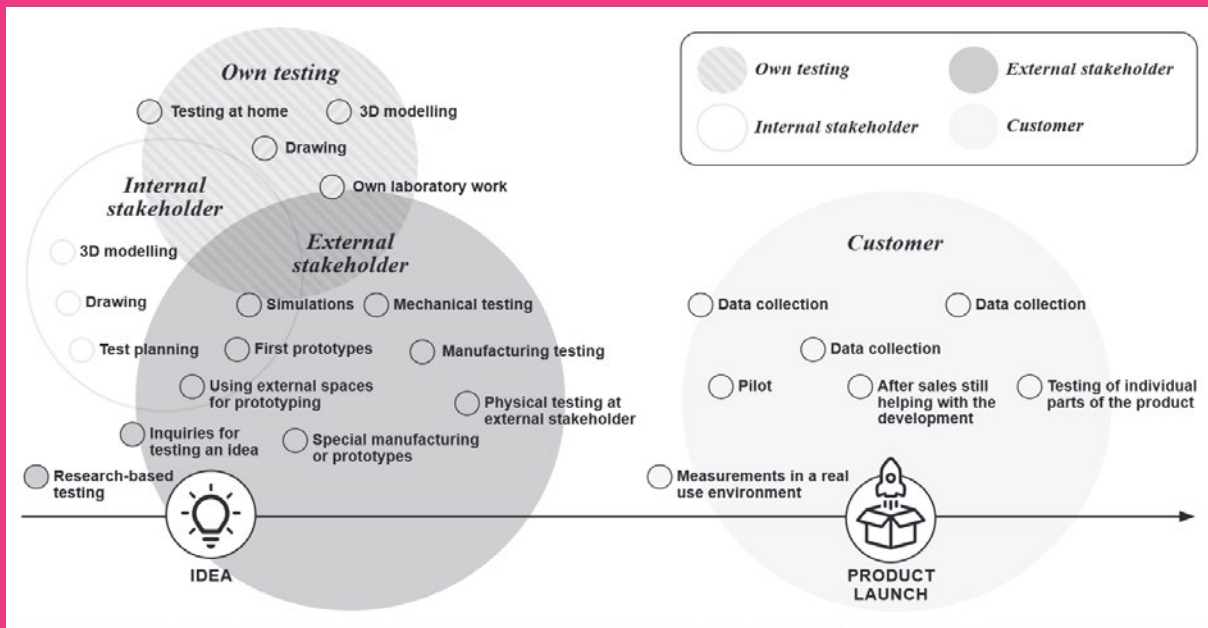 Own testing
Testing at home
3D modelling
Drawing
Own laboratory work
Internal
stakeholder
3D modelling
Drawing
Test planning
External
stakeholder
Simulations
Mechanical testing
First prototypes
Manufacturing testing
Using external spaces
for prototyping
Physical testing at
external stakeholder
Inquiries for
testing an idea
Special manufacturing
or prototypes
Research-based
testing
IDEA
Own testing
External stakeholder
Internal stakeholder
Customer
Customer
Data collection
Data collection
Data collection
Pilot
After sales still
helping with the
development
Testing of individual
parts of the product
Measurements in a real
use environment
PRODUCT
LAUNCH